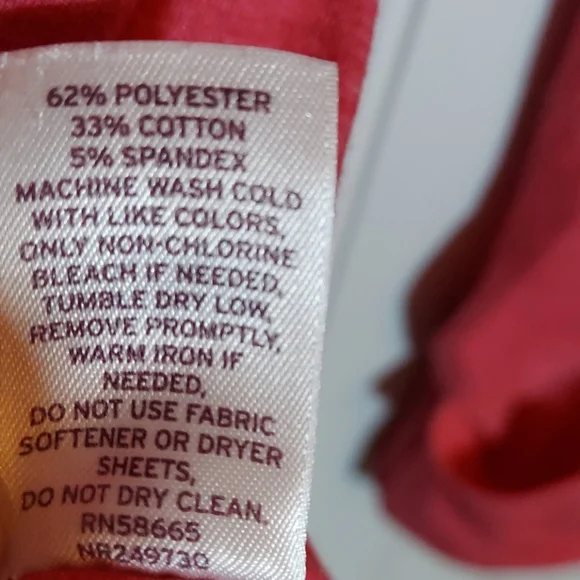 62% POLYESTER
33% COTTON
5% SPANDEX
MACHINE WASH COLD
WITH LIKE COLORS,
ONLY NON-CHLORINE
BLEACH IF NEEDED,
TUMBLE DRY LOW,
REMOVE PROMPTLY,
WARM IRON IF
NEEDED,
DO NOT USE FABRIC
SOFTENER OR DRYER
SHEETS,
DO NOT DRY CLEAN.
RN58665
NR249730